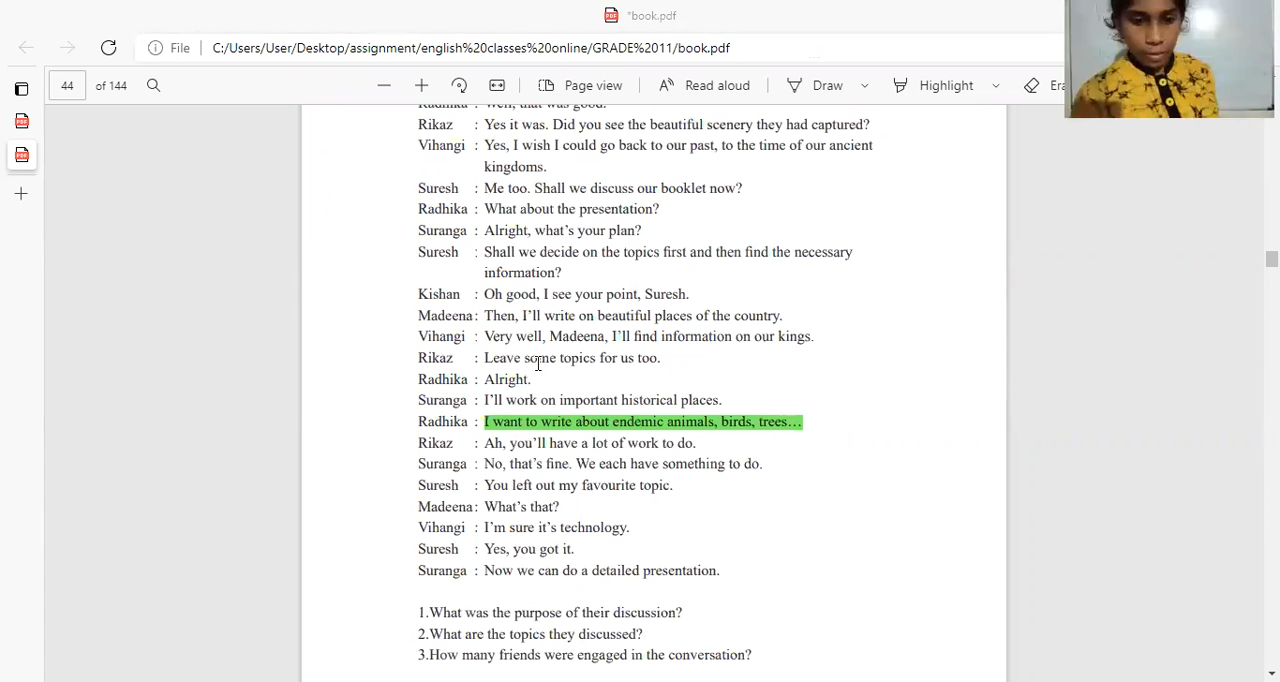 *book.pdf
File C:/Users/User/Desktop/assignment/english%20classes%20online/GRADE%2011/book.pdf
44 of 144 Page view Read aloud Draw Highlight
Radhika : Well, that was good.
Rikaz : Yes it was. Did you see the beautiful scenery they had captured?
Vihangi : Yes, I wish I could go back to our past, to the time of our ancient
kingdoms.
Suresh : Me too. Shall we discuss our booklet now?
Radhika : What about the presentation?
Suranga : Alright, what's your plan?
Suresh : Shall we decide on the topics first and then find the necessary
information?
Kishan : Oh good, I see your point, Suresh.
Madeena : Then, I'll write on beautiful places of the country.
Vihangi : Very well, Madeena, I'll find information on our kings.
Rikaz : Leave some topics for us too.
Radhika : Alright.
Suranga : I'll work on important historical places.
Radhika : I want to write about endemic animals, birds, trees…
Rikaz : Ah, you'll have a lot of work to do.
Suranga : No, that's fine. We each have something to do.
Suresh : You left out my favourite topic.
Madeena : What's that?
Vihangi : I'm sure it's technology.
Suresh : Yes, you got it.
Suranga : Now we can do a detailed presentation.
1.What was the purpose of their discussion?
2.What are the topics they discussed?
3.How many friends were engaged in the conversation?